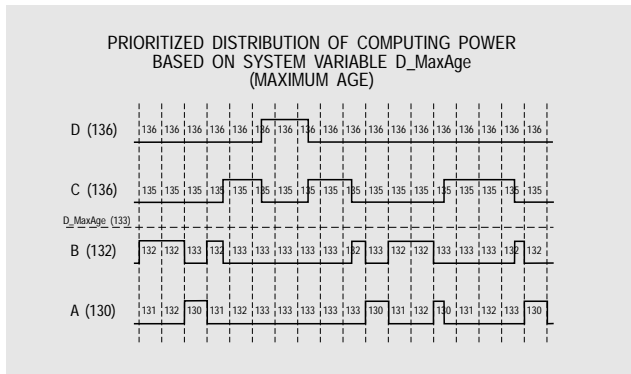 PRIORITIZED DISTRIBUTION OF COMPUTING POWER
BASED ON SYSTEM VARIABLE D_MaxAge
(MAXIMUM AGE)
D (136) 136 136 136 136 136 136 136 136 136 136 136 136 136 136 136 136 136 136
C (136) 135 135 135 135 135 135 135 135 135 135 135 135 135 135 135 135 135 135
D_MaxAge (133)
B (132) 132 132 133 132 133 133 133 133 133 132 133 132 132 133 133 133 132 132
A (130) 131 132 130 131 132 133 133 133 133 133 130 131 132 130 131 132 133 130